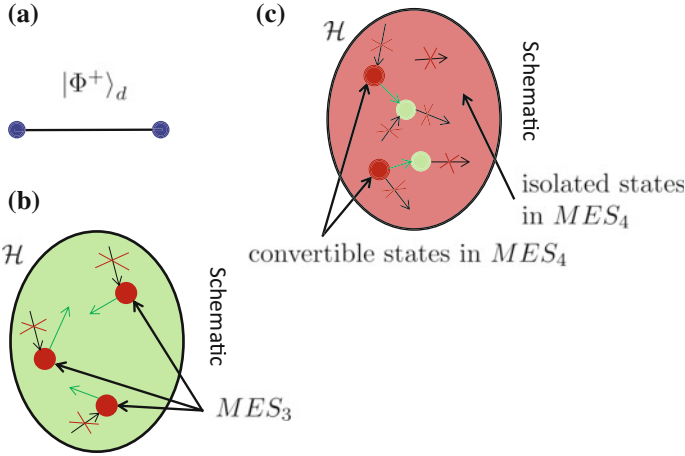 (a)
|Φ⁺⟩_d
(b)
ℋ
Schematic
MES₃
(c)
ℋ
Schematic
isolated states
in MES₄
convertible states in MES₄